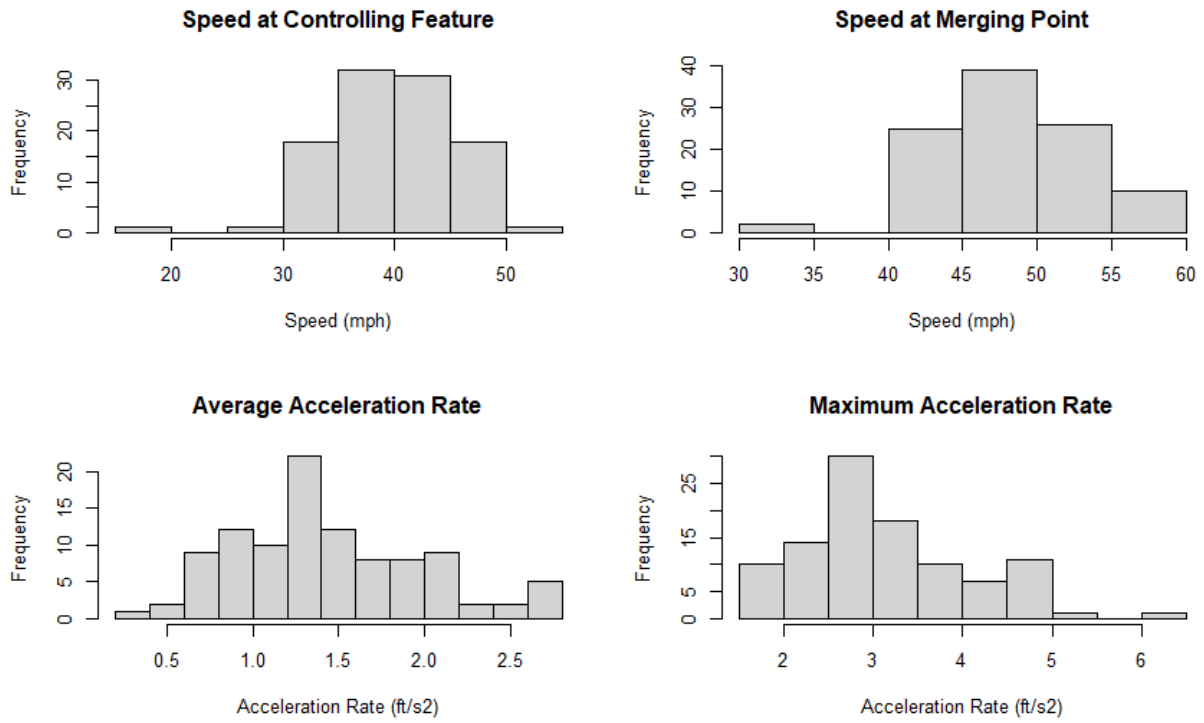 Speed at Controlling Feature
Frequency
30
20
10
0
20 30 40 50
Speed (mph)
Speed at Merging Point
Frequency
40
30
20
10
0
30 35 40 45 50 55 60
Speed (mph)
Average Acceleration Rate
Frequency
20
15
10
5
0
0.5 1.0 1.5 2.0 2.5
Acceleration Rate (ft/s2)
Maximum Acceleration Rate
Frequency
25
15
5
0
2 3 4 5 6
Acceleration Rate (ft/s2)